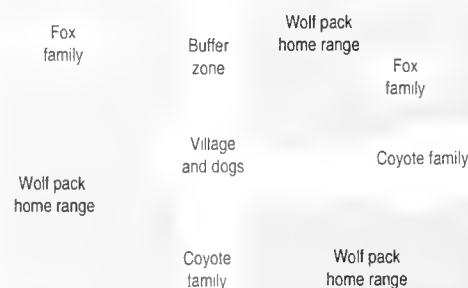 Fox
family
Buffer
zone
Wolf pack
home range
Fox
family
Village
and dogs
Coyote family
Wolf pack
home range
Coyote
family
Wolf pack
home range